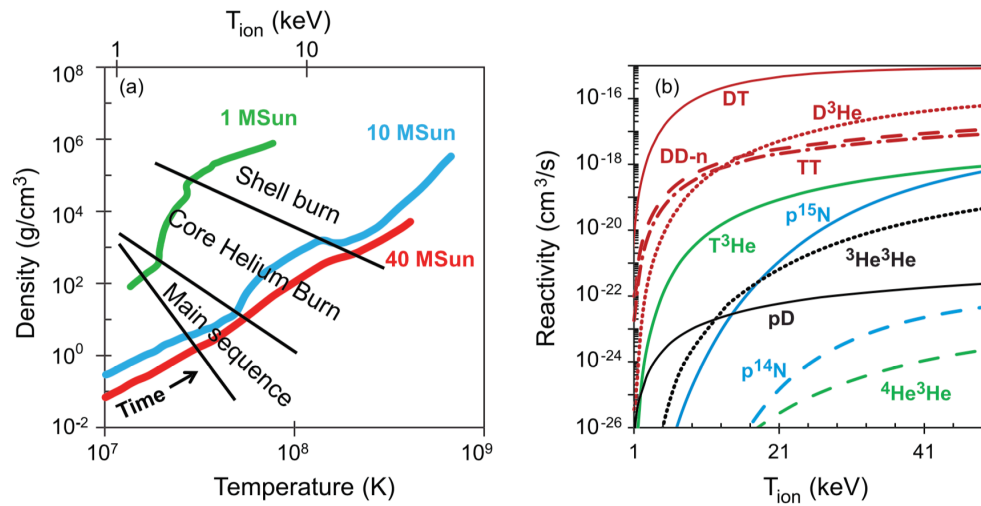 T_ion (keV)
1 10
(a)
10^8
10^6
10^4
10^2
10^0
10^-2
Density (g/cm^3)
1 MSun
10 MSun
40 MSun
Shell burn
Core Helium Burn
Main sequence
Time
10^7 10^8 10^9
Temperature (K)
(b)
10^-16
10^-18
10^-20
10^-22
10^-24
10^-26
Reactivity (cm^3/s)
DT
D^3He
DD-n
TT
p^15N
T^3He
^3He^3He
pD
p^14N
^4He^3He
1 21 41
T_ion (keV)